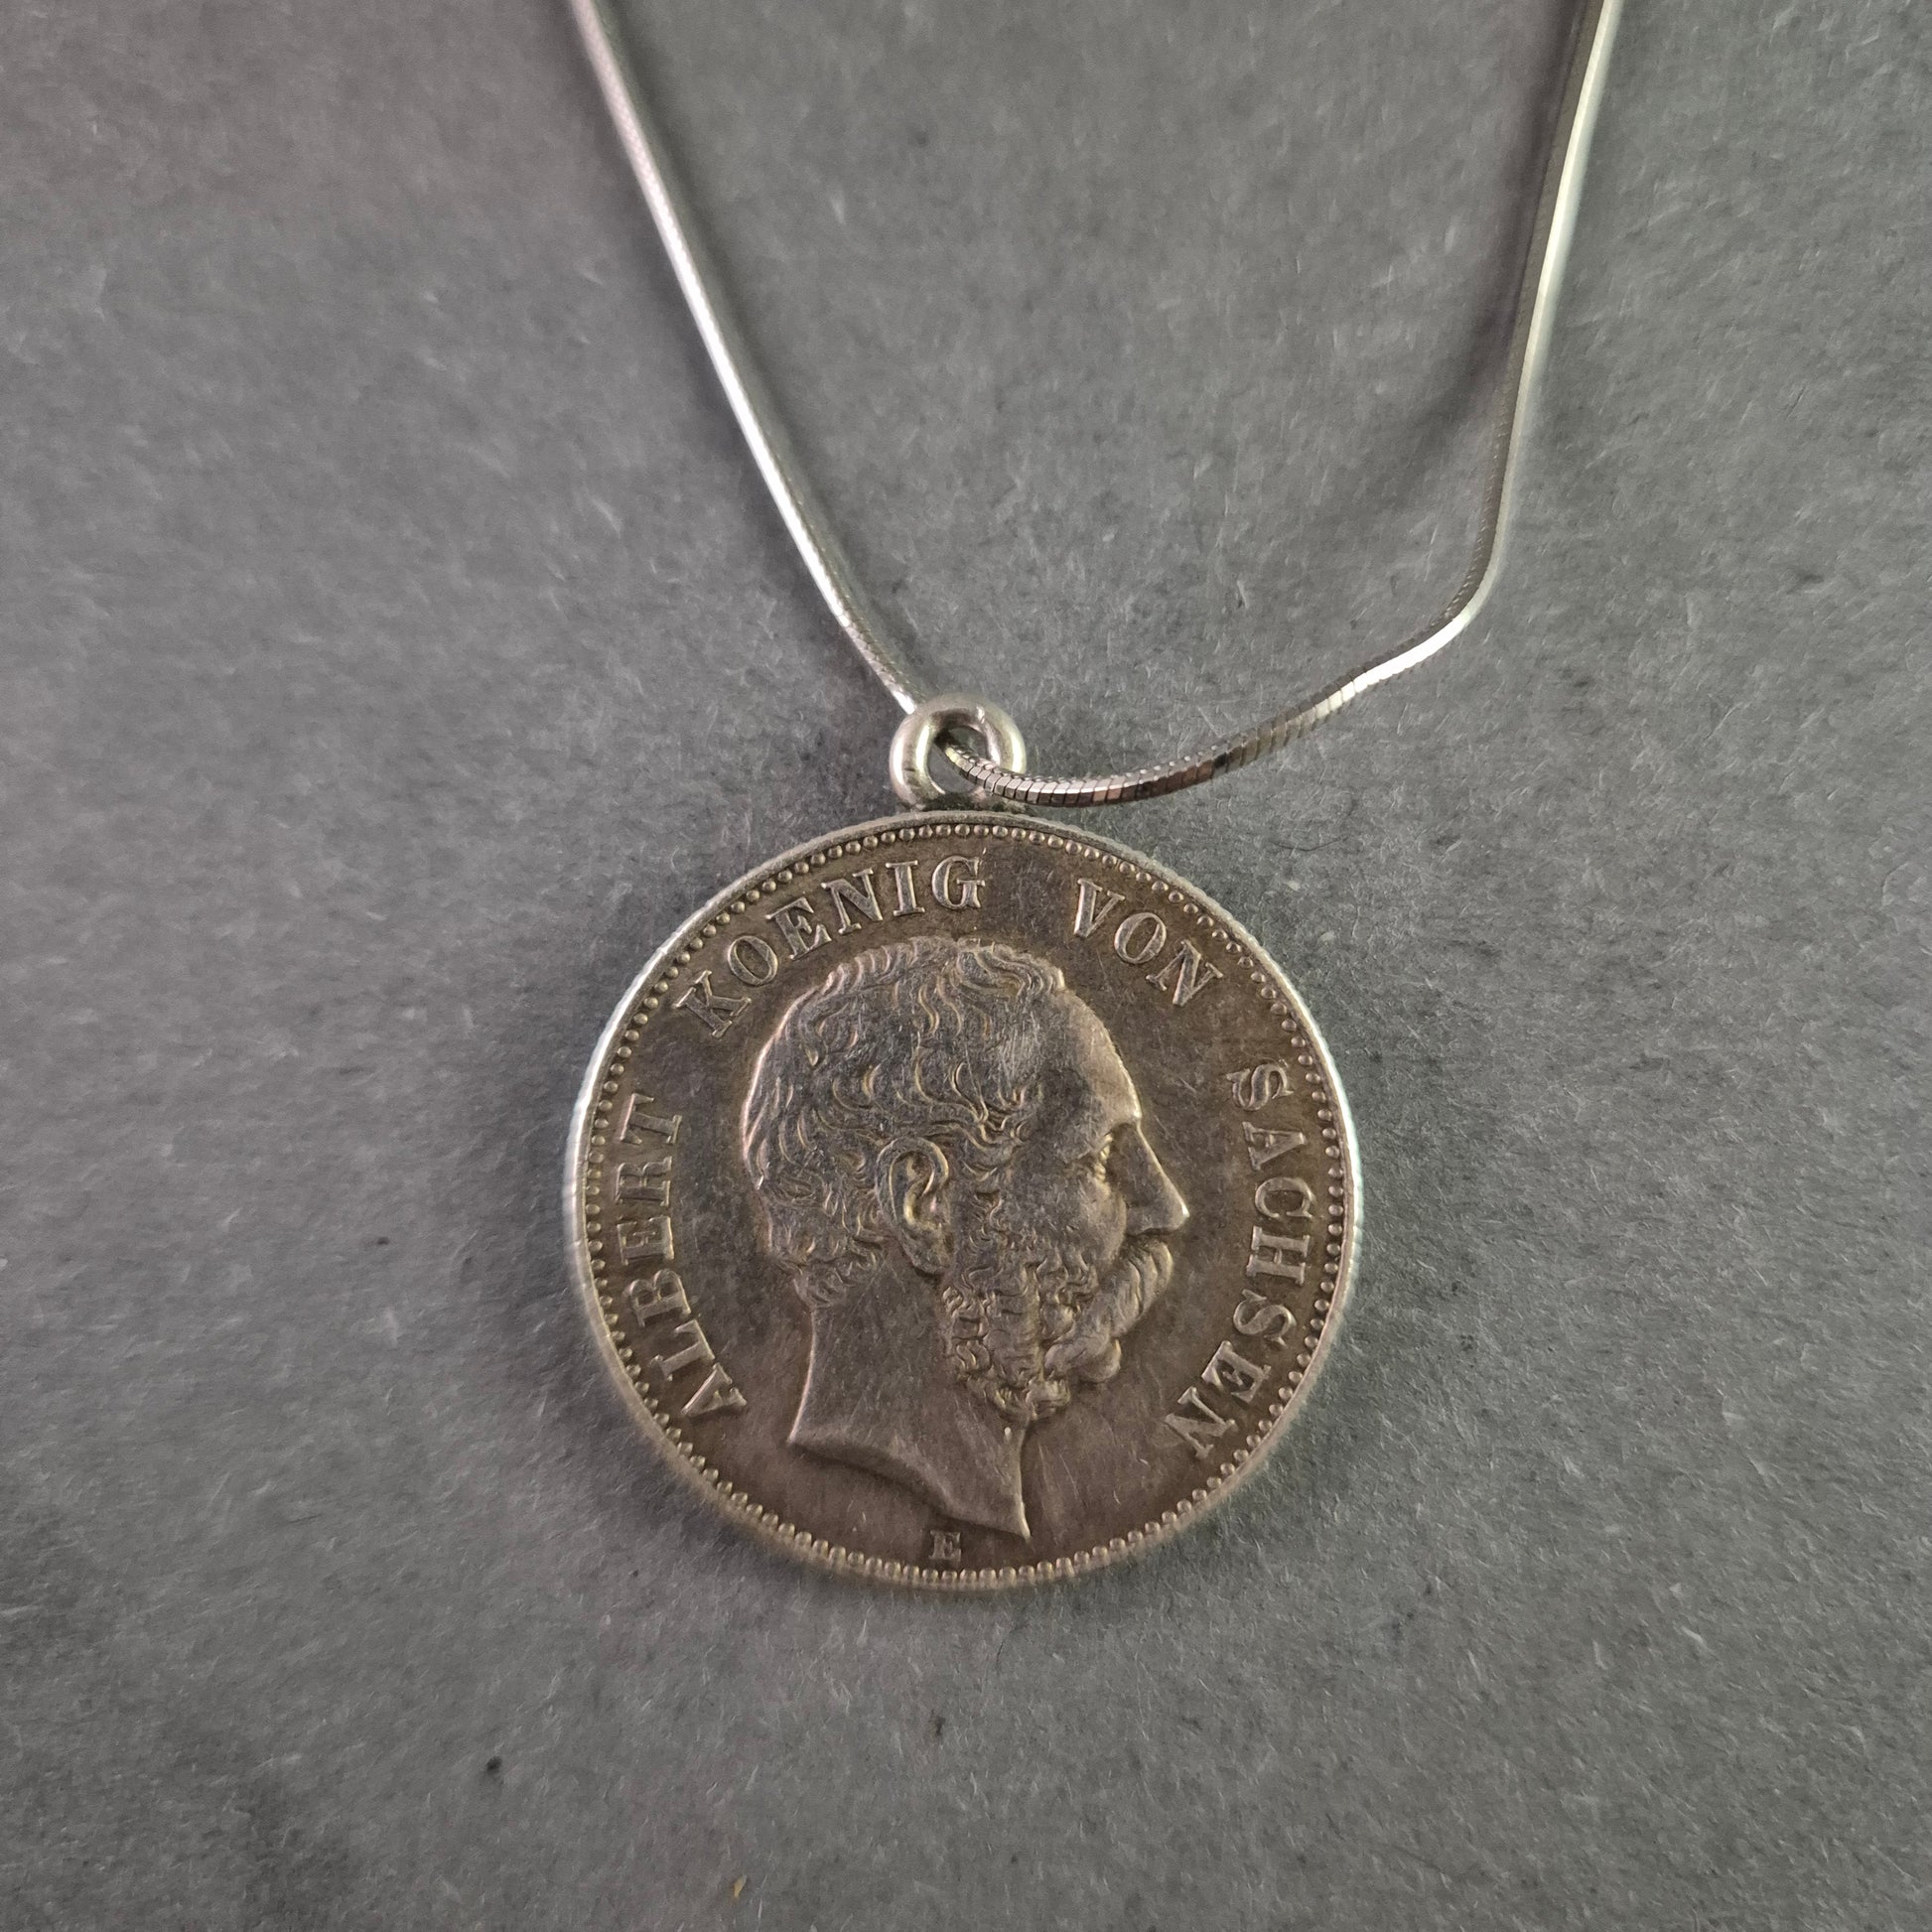 ALBERT KOENIG VON SACHSEN
E